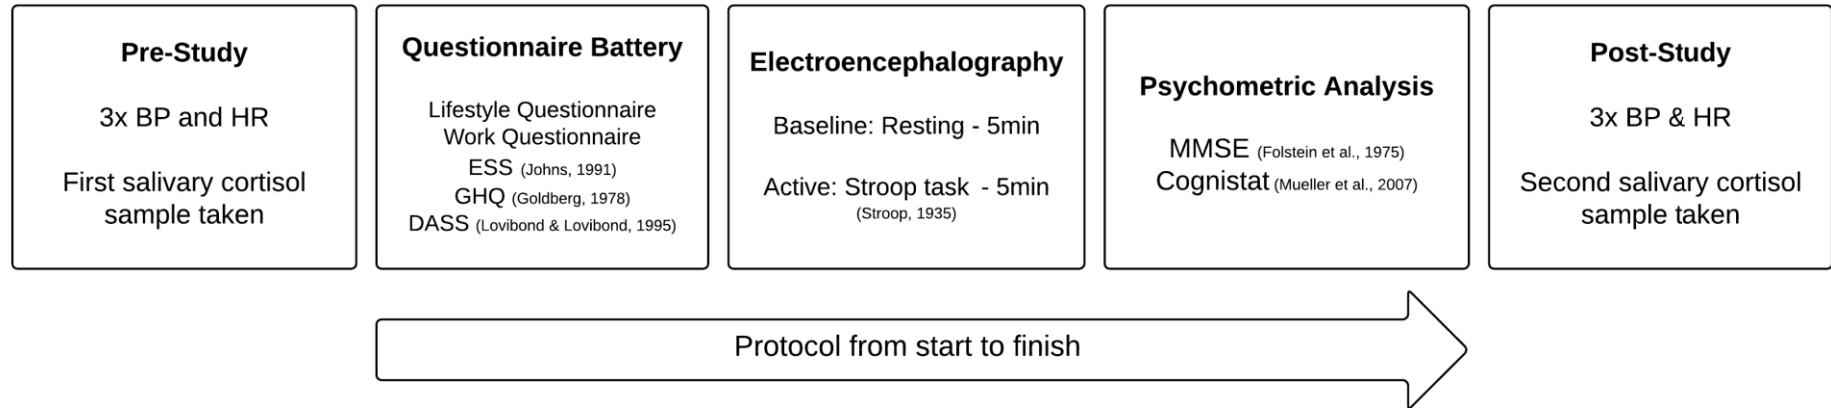 Pre-Study
3x BP and HR
First salivary cortisol
sample taken
Questionnaire Battery
Lifestyle Questionnaire
Work Questionnaire
ESS (Johns, 1991)
GHQ (Goldberg, 1978)
DASS (Lovibond & Lovibond, 1995)
Electroencephalography
Baseline: Resting - 5min
Active: Stroop task - 5min
(Stroop, 1935)
Psychometric Analysis
MMSE (Folstein et al., 1975)
Cognistat (Mueller et al., 2007)
Post-Study
3x BP & HR
Second salivary cortisol
sample taken
Protocol from start to finish